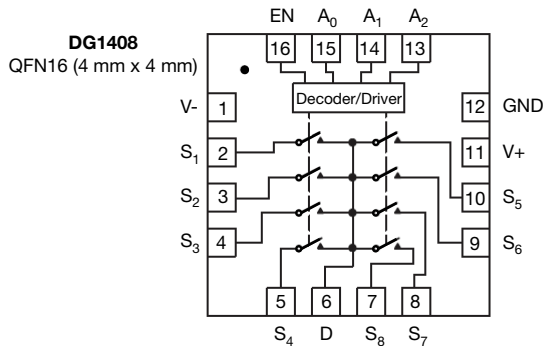 EN A0 A1 A2
DG1408
QFN16 (4 mm x 4 mm)
16 15 14 13
Decoder/Driver
V- 1 12 GND
S1 2 11 V+
S2 3 10 S5
S3 4 9 S6
5 6 7 8
S4 D S8 S7